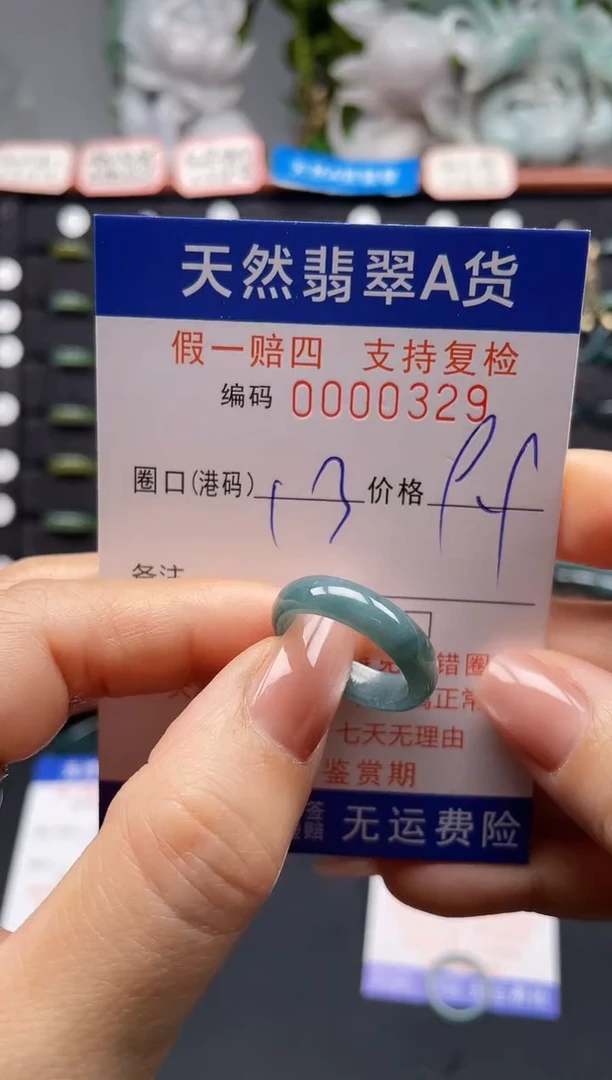 天然翡翠A货
假一赔四 支持复检
编码 0000329
圈口(港码) 13 价格
备注
错圈
正常
七天无理由
鉴赏期
无运费险